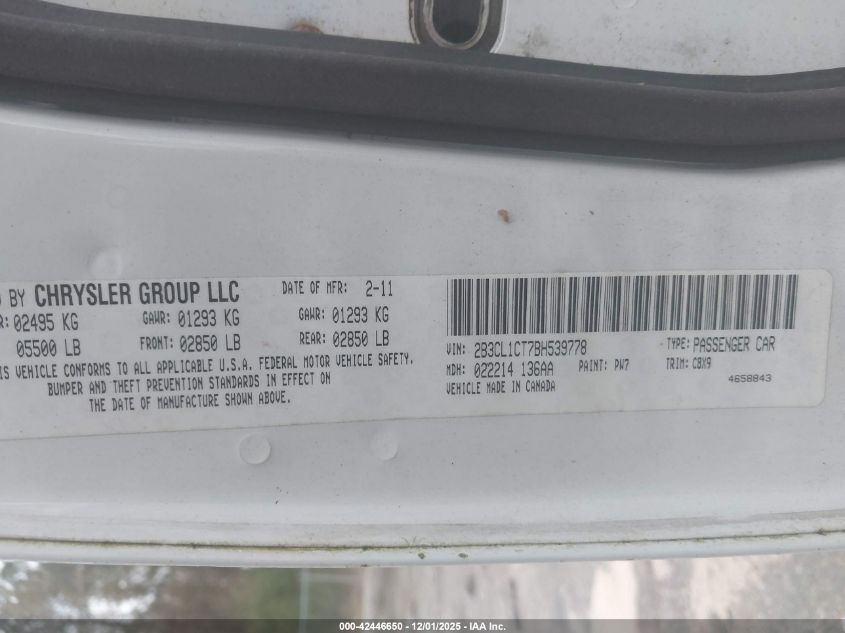 BY CHRYSLER GROUP LLC DATE OF MFR: 2-11
02495 KG GAWR: 01293 KG GAWR: 01293 KG
05500 LB FRONT: 02850 LB REAR: 02850 LB
VEHICLE CONFORMS TO ALL APPLICABLE U.S.A. FEDERAL MOTOR VEHICLE SAFETY,
BUMPER AND THEFT PREVENTION STANDARDS IN EFFECT ON
THE DATE OF MANUFACTURE SHOWN ABOVE.
VIN: 2B3CL1CT7BH539778 TYPE: PASSENGER CAR
MDH: 022214 136AA PAINT: PW7 TRIM: C8X9
VEHICLE MADE IN CANADA 4658843
000-42446650 - 12/01/2025 - IAA Inc.